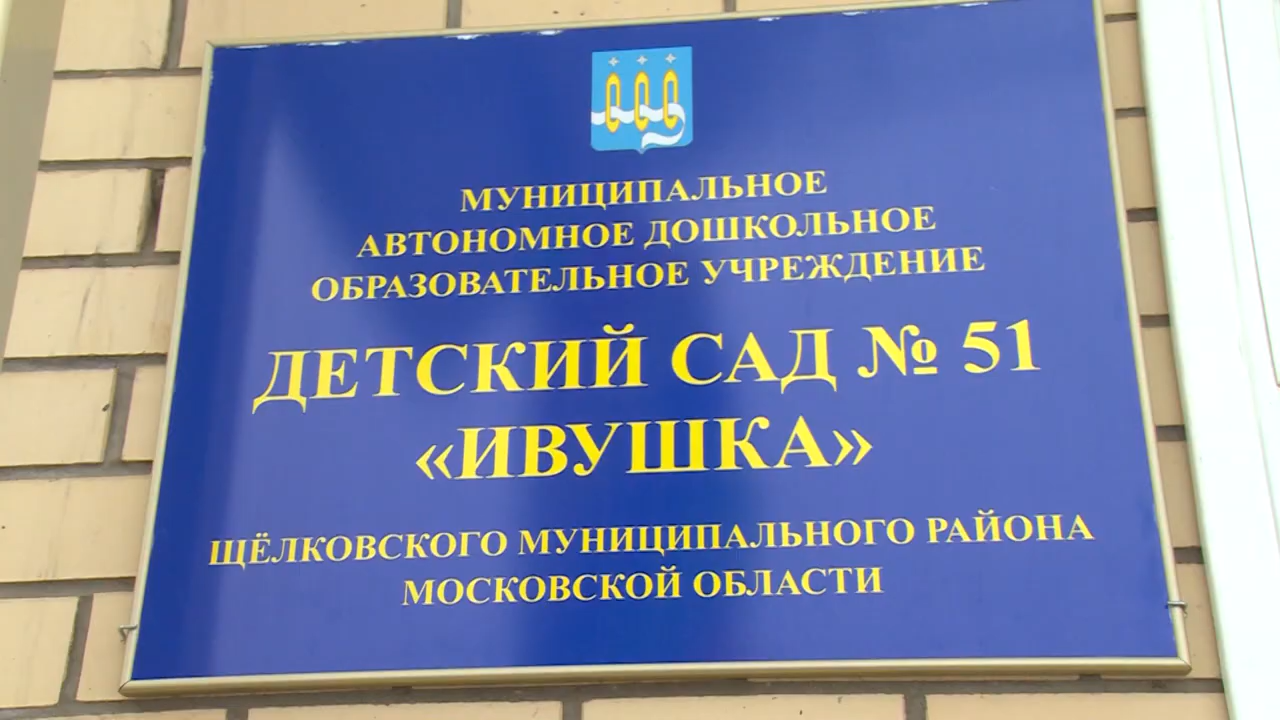 МУНИЦИПАЛЬНОЕ
АВТОНОМНОЕ ДОШКОЛЬНОЕ
ОБРАЗОВАТЕЛЬНОЕ УЧРЕЖДЕНИЕ
ДЕТСКИЙ САД № 51
«ИВУШКА»
ЩЁЛКОВСКОГО МУНИЦИПАЛЬНОГО РАЙОНА
МОСКОВСКОЙ ОБЛАСТИ